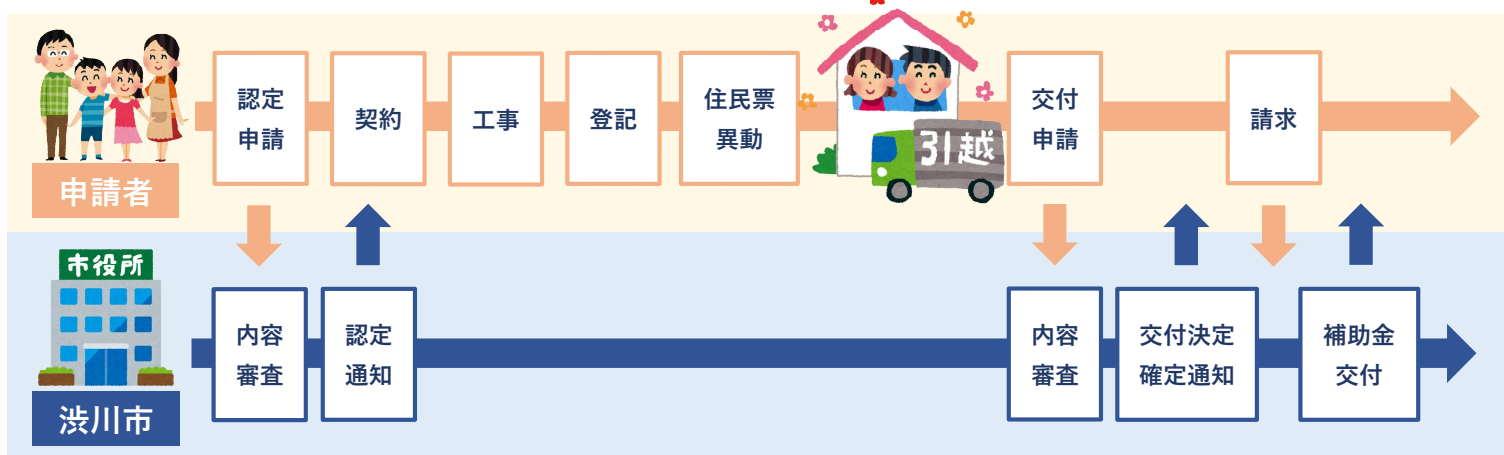 認定
申請
契約
工事
登記
住民票
異動
引越
交付
申請
請求
申請者
市役所
内容
審査
認定
通知
内容
審査
交付決定
確定通知
補助金
交付
渋川市